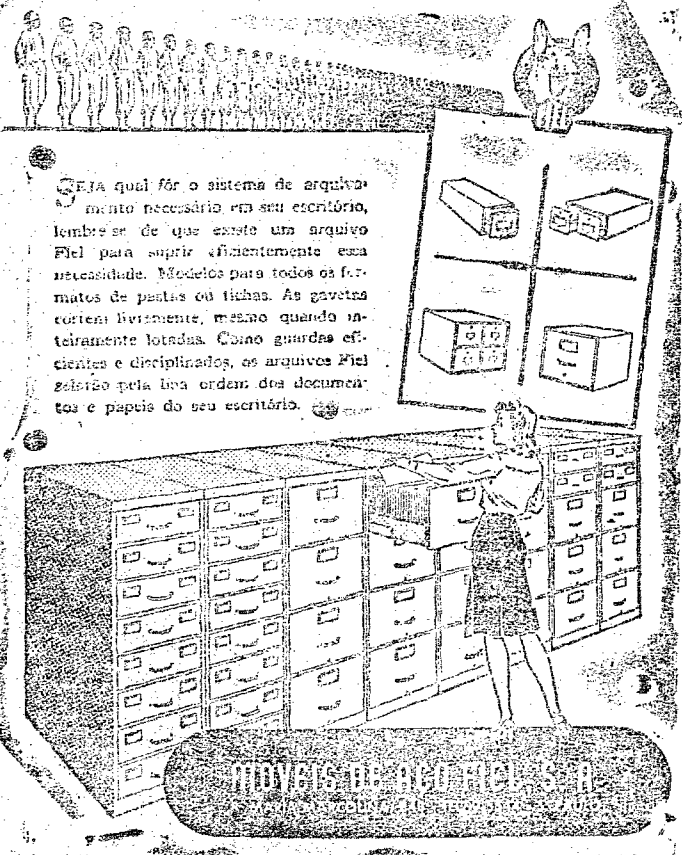 SEJA qual fôr o sistema de arquiva-
mento necessário em seu escritório,
lembre-se de que existe um arquivo
Fiel para suprir eficientemente essa
necessidade. Modelos para todos os for-
matos de pastas ou fichas. As gavetas
correm livremente, mesmo quando in-
teiramente lotadas. Como guardas efi-
cientes e disciplinados, os arquivos Fiel
zelarão pela boa ordem dos documen-
tos e papeis do seu escritório.
MOVEIS DE AÇO FIEL, S. A.